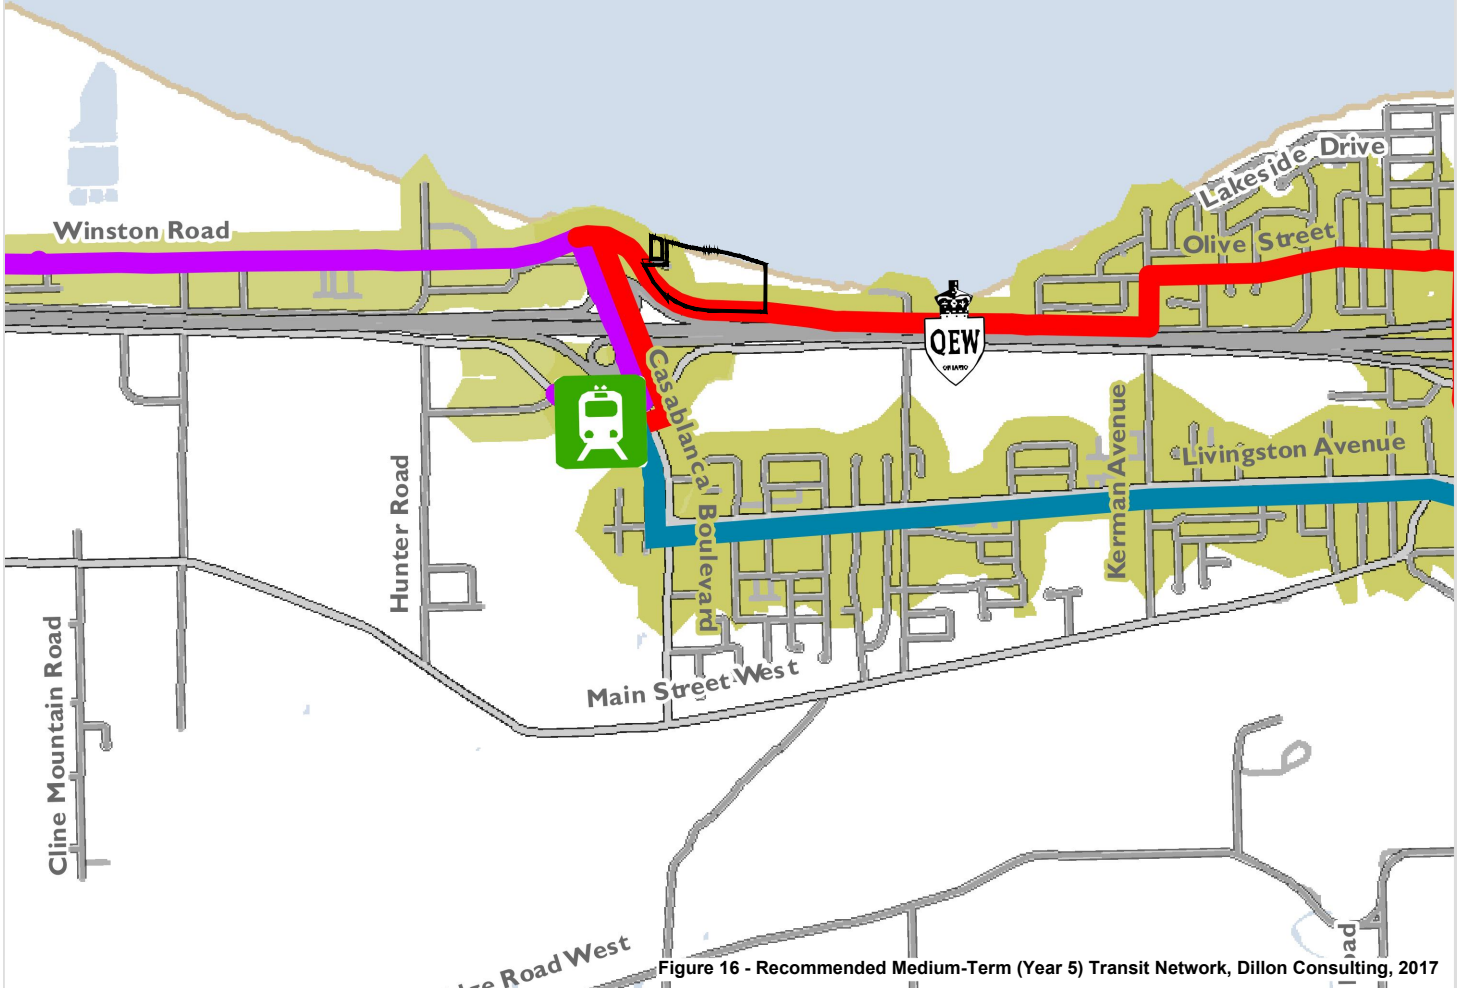 Lakeside Drive
Winston Road
Olive Street
QEW
ONTARIO
Casablanca Boulevard
Livingston Avenue
Kerman Avenue
Hunter Road
Main Street West
Cline Mountain Road
Road West
Figure 16 - Recommended Medium-Term (Year 5) Transit Network, Dillon Consulting, 2017